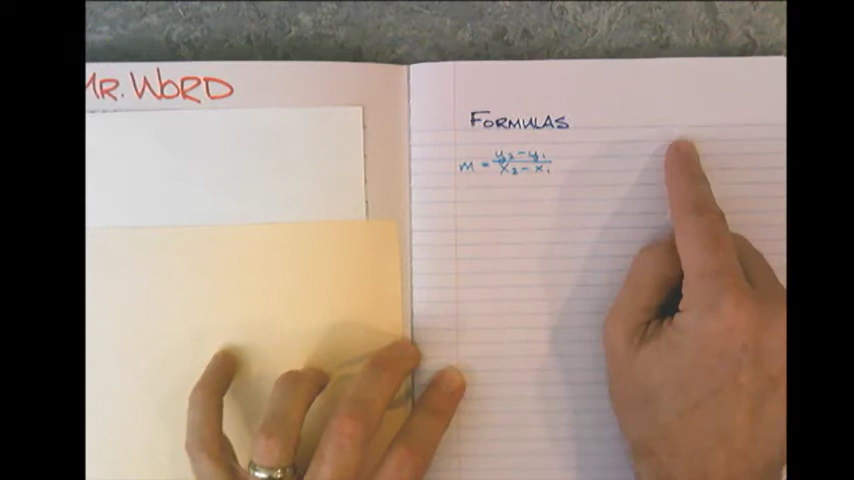 MR. WORD
FORMULAS
m = y₂ - y₁
x₂ - x₁